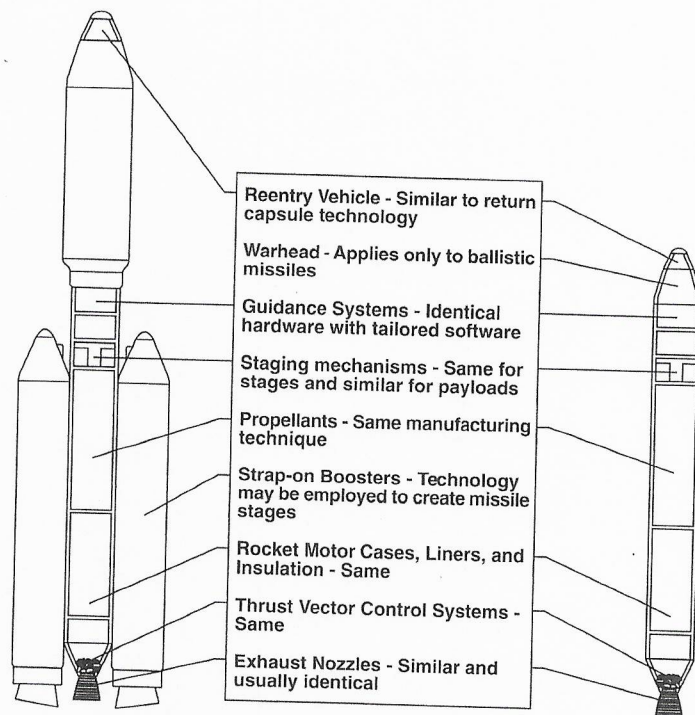 Reentry Vehicle - Similar to return
capsule technology
Warhead - Applies only to ballistic
missiles
Guidance Systems - Identical
hardware with tailored software
Staging mechanisms - Same for
stages and similar for payloads
Propellants - Same manufacturing
technique
Strap-on Boosters - Technology
may be employed to create missile
stages
Rocket Motor Cases, Liners, and
Insulation - Same
Thrust Vector Control Systems -
Same
Exhaust Nozzles - Similar and
usually identical